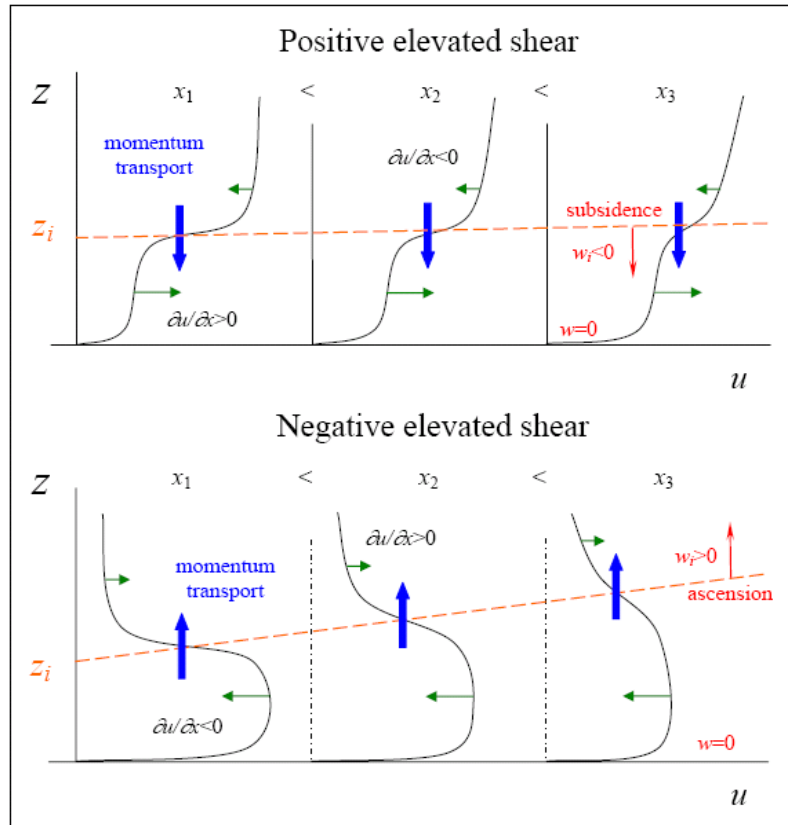 Positive elevated shear
z x₁ < x₂ < x₃
momentum
transport
∂u/∂x<0
subsidence
zᵢ
wᵢ<0
∂u/∂x>0
w=0
u
Negative elevated shear
z x₁ < x₂ < x₃
∂u/∂x>0
wᵢ>0
momentum
transport
ascension
zᵢ
∂u/∂x<0
w=0
u